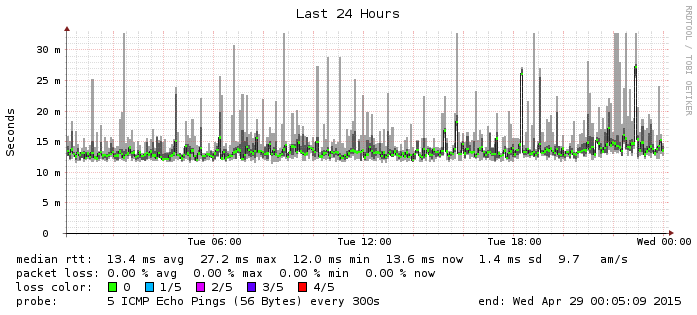 Last 24 Hours
RRDTOOL / TOBI OETIKER
Seconds
30 m
25 m
20 m
15 m
10 m
5 m
0
Tue 06:00 Tue 12:00 Tue 18:00 Wed 00:00
median rtt: 13.4 ms avg 27.2 ms max 12.0 ms min 13.6 ms now 1.4 ms sd 9.7 am/s
packet loss: 0.00 % avg 0.00 % max 0.00 % min 0.00 % now
loss color: 0 1/5 2/5 3/5 4/5
probe: 5 ICMP Echo Pings (56 Bytes) every 300s end: Wed Apr 29 00:05:09 2015